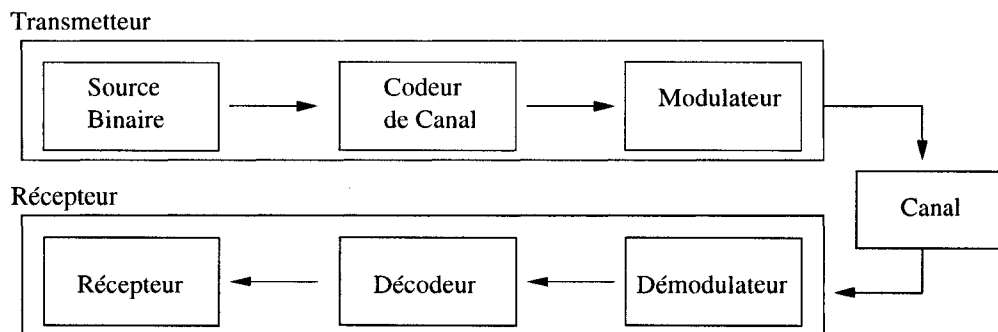 Transmetteur
Source
Binaire
Codeur
de Canal
Modulateur
Canal
Récepteur
Récepteur
Décodeur
Démodulateur